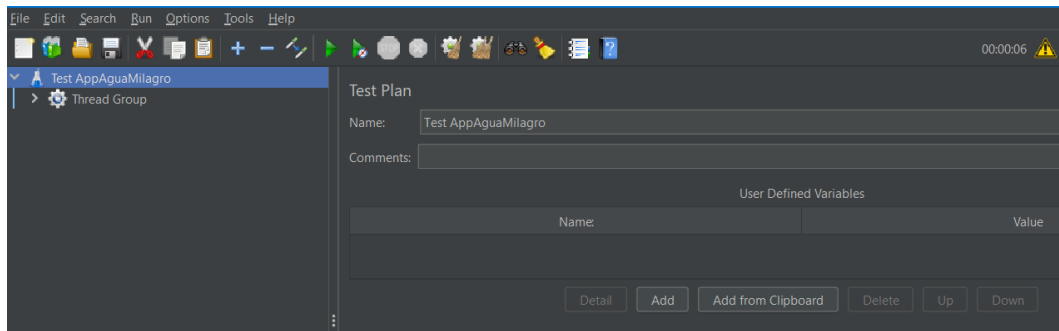 File Edit Search Run Options Tools Help
00:00:06
Test AppAguaMilagro
Thread Group
Test Plan
Name: Test AppAguaMilagro
Comments:
User Defined Variables
Name: Value
Detail Add Add from Clipboard Delete Up Down